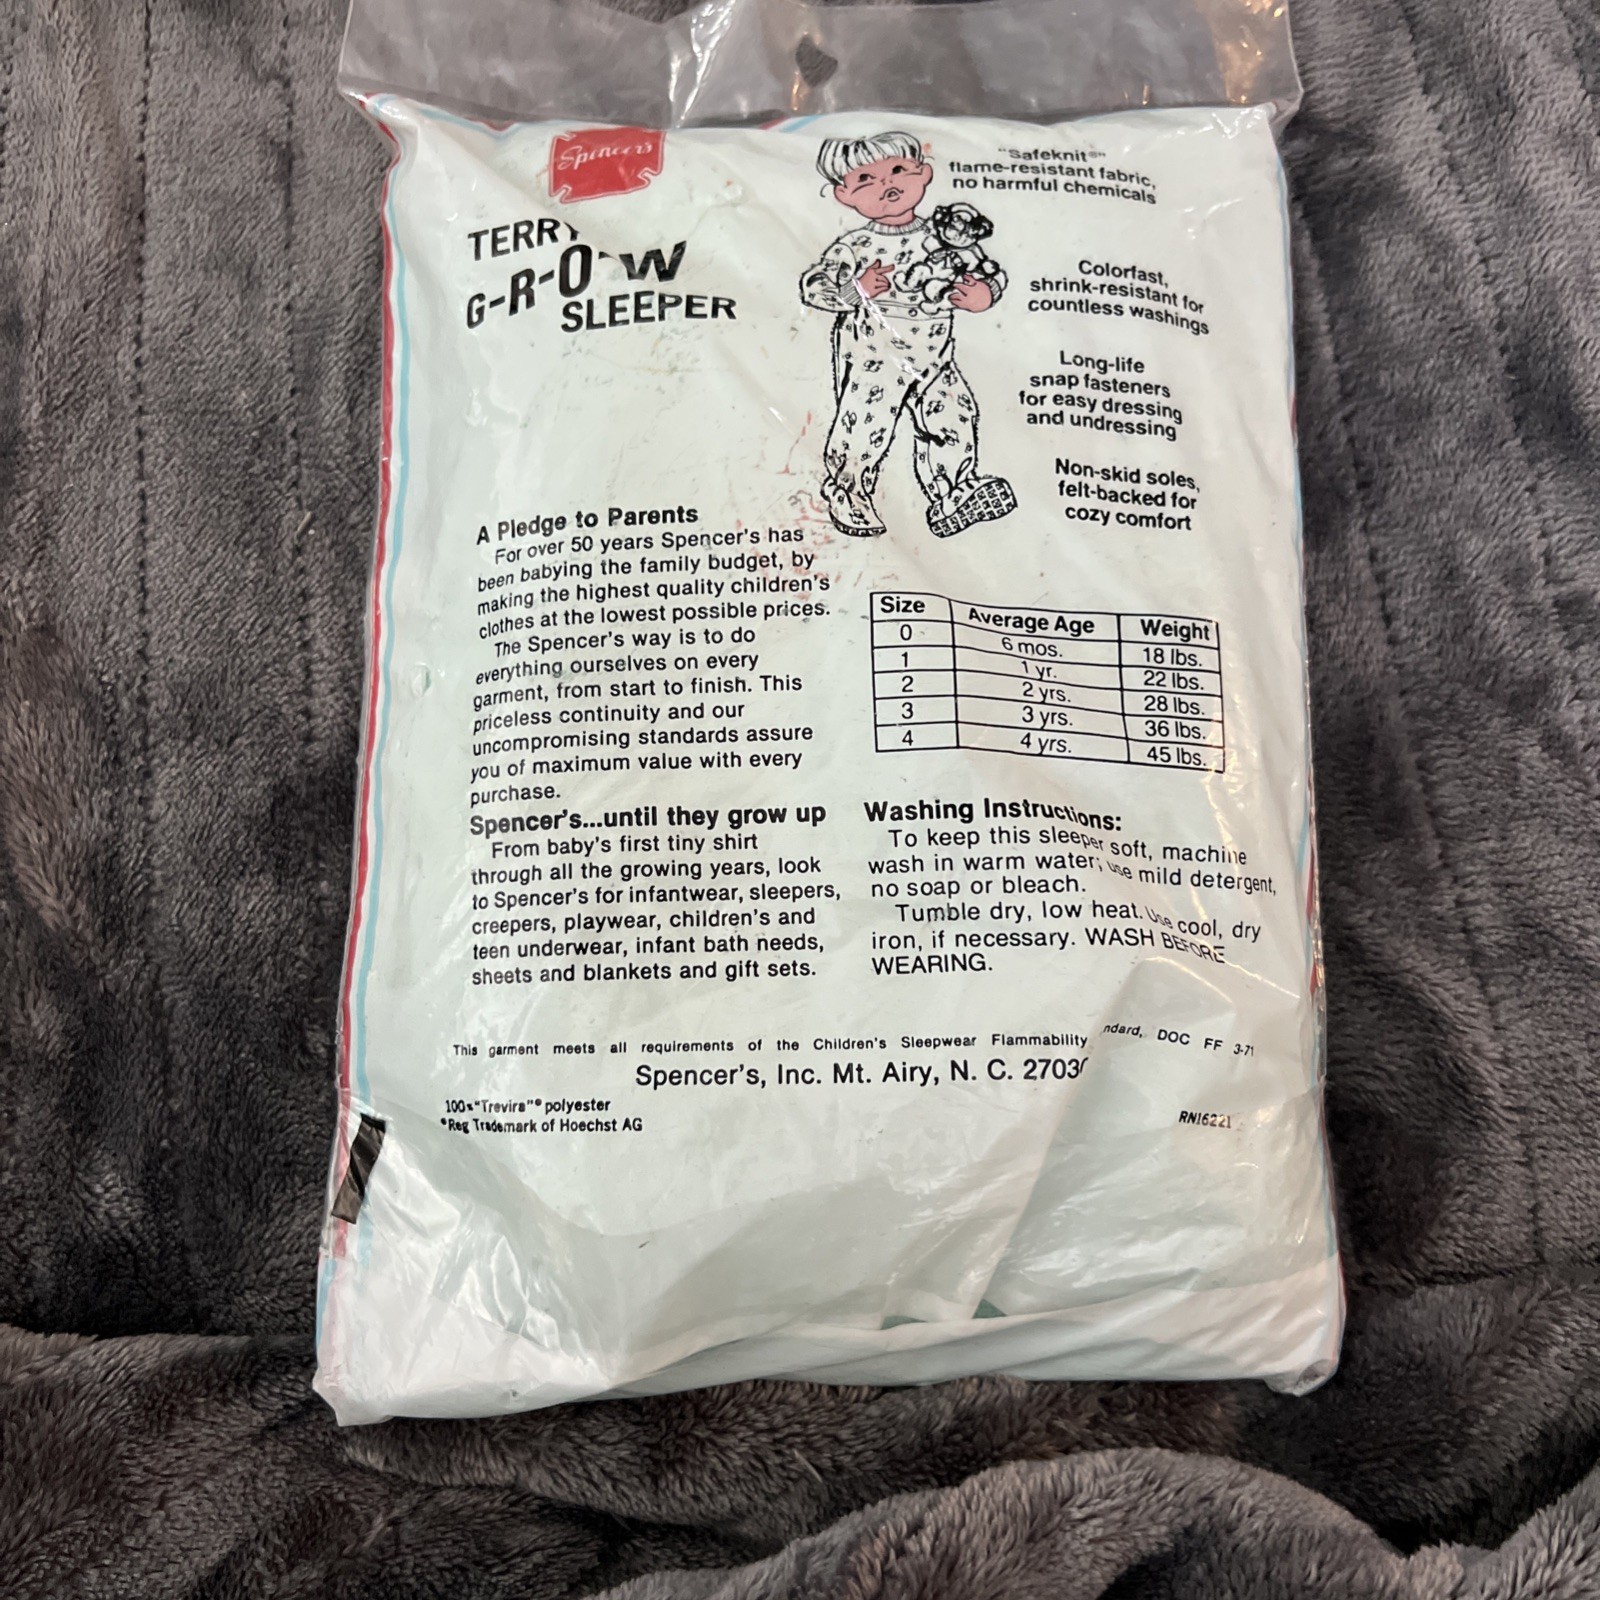 Spencer's
TERRY
G-R-O-W
SLEEPER
"Safeknit®"
flame-resistant fabric,
no harmful chemicals
Colorfast,
shrink-resistant for
countless washings
Long-life
snap fasteners
for easy dressing
and undressing
Non-skid soles,
felt-backed for
cozy comfort
A Pledge to Parents
For over 50 years Spencer's has
been babying the family budget, by
making the highest quality children's
clothes at the lowest possible prices.
The Spencer's way is to do
everything ourselves on every
garment, from start to finish. This
priceless continuity and our
uncompromising standards assure
you of maximum value with every
purchase.
Spencer's...until they grow up
From baby's first tiny shirt
through all the growing years, look
to Spencer's for infantwear, sleepers,
creepers, playwear, children's and
teen underwear, infant bath needs,
sheets and blankets and gift sets.
Size Average Age Weight
0 6 mos. 18 lbs.
1 1 yr. 22 lbs.
2 2 yrs. 28 lbs.
3 3 yrs. 36 lbs.
4 4 yrs. 45 lbs.
Washing Instructions:
To keep this sleeper soft, machine
wash in warm water; use mild detergent,
no soap or bleach.
Tumble dry, low heat. Use cool, dry
iron, if necessary. WASH BEFORE
WEARING.
This garment meets all requirements of the Children's Sleepwear Flammability ndard, DOC FF 3-71
Spencer's, Inc. Mt. Airy, N. C. 2703
100% "Trevira"® polyester
®Reg Trademark of Hoechst AG
RN16221